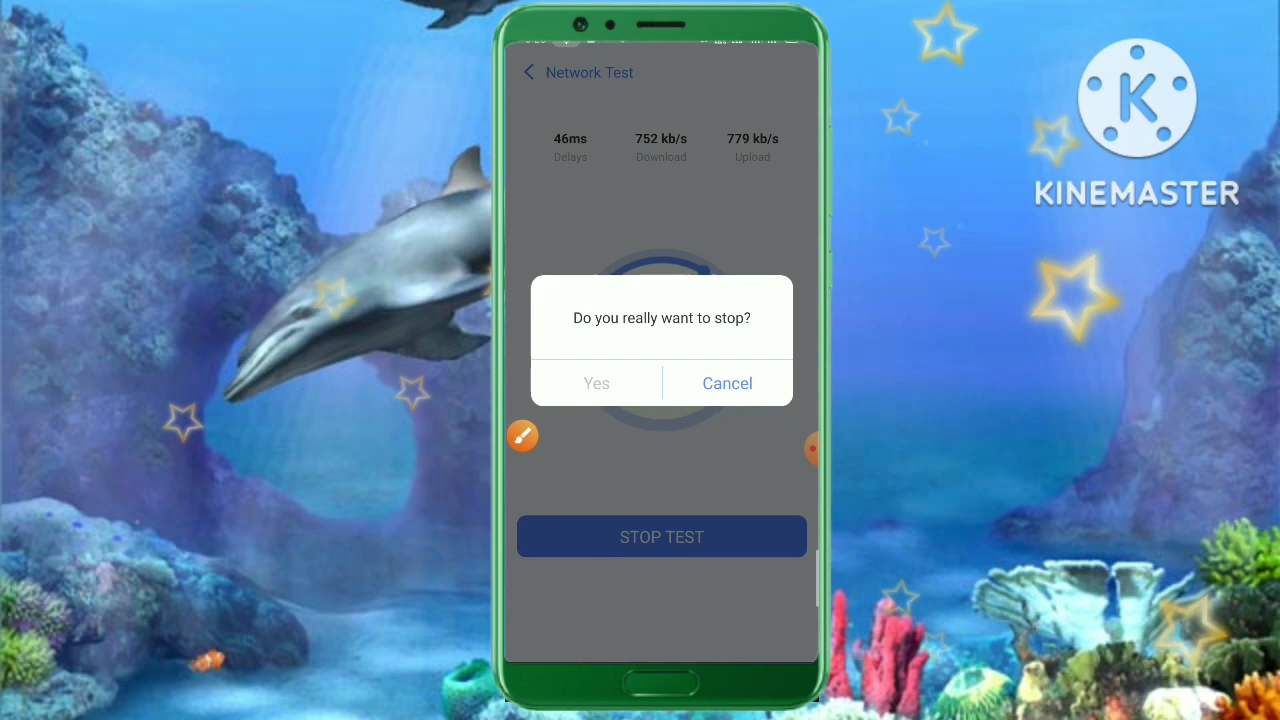 Network Test
46ms 752 kb/s 779 kb/s
Delays Download Upload
Do you really want to stop?
Yes Cancel
STOP TEST
K
KINEMASTER